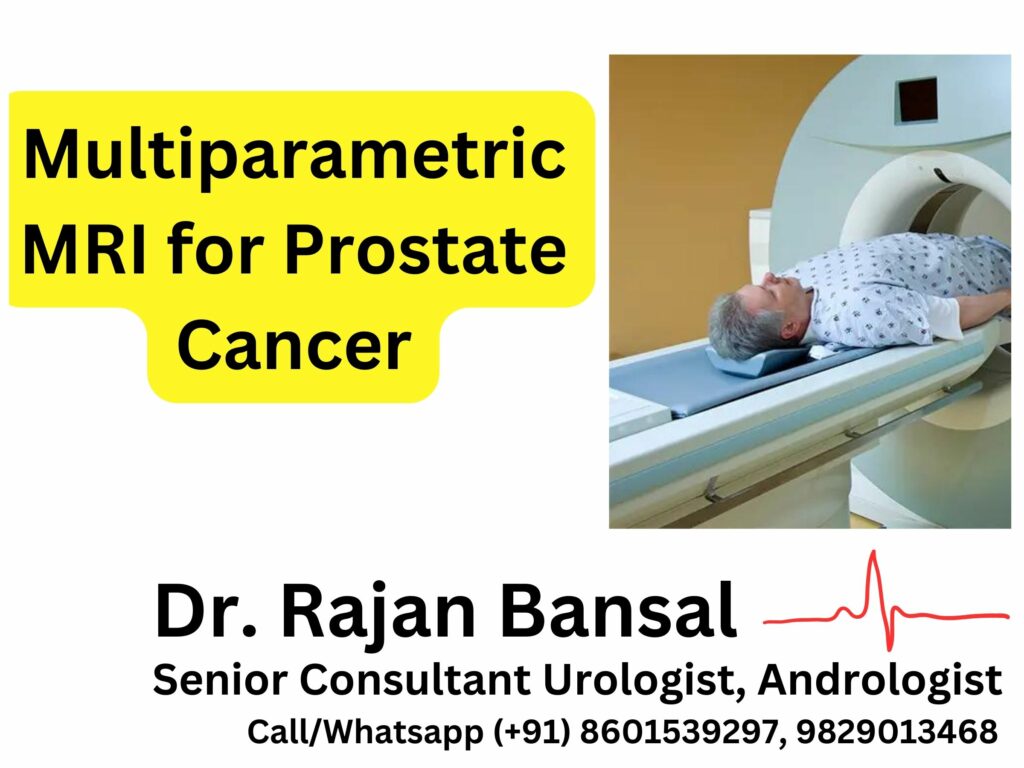 Multiparametric
MRI for Prostate
Cancer
Dr. Rajan Bansal
Senior Consultant Urologist, Andrologist
Call/Whatsapp (+91) 8601539297, 9829013468